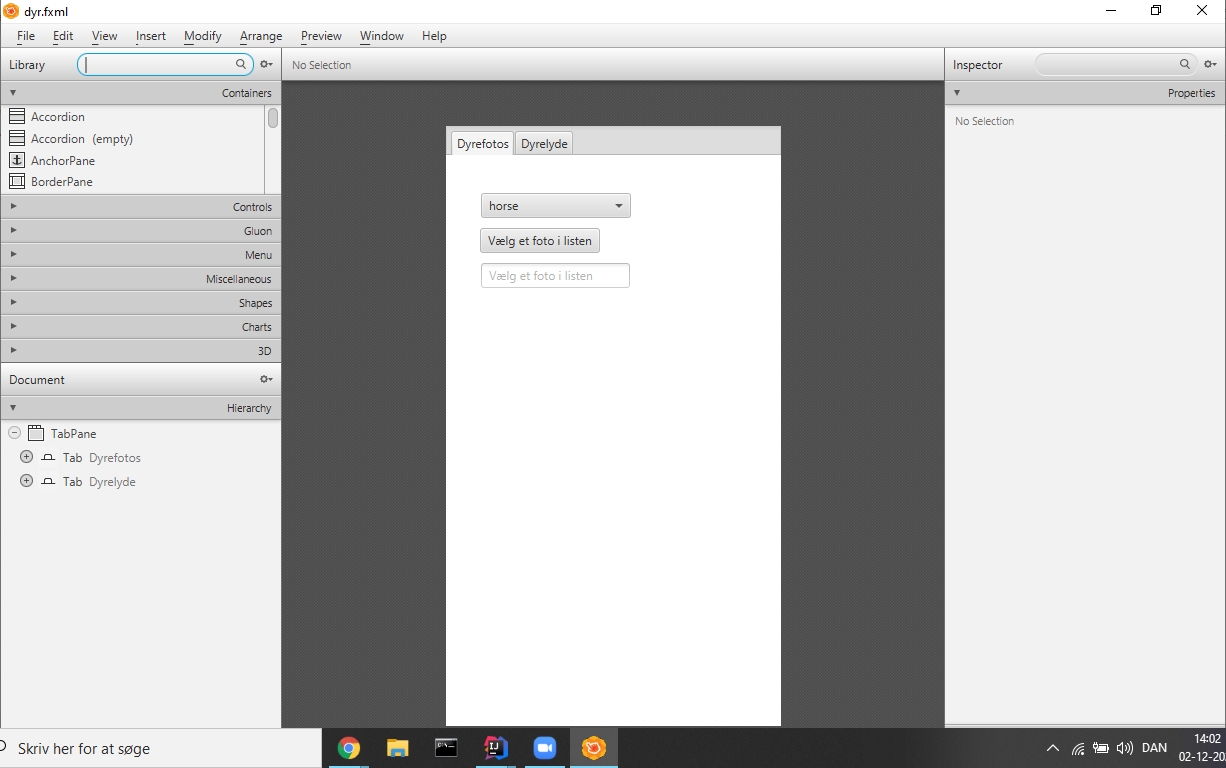 dyr.fxml
File Edit View Insert Modify Arrange Preview Window Help
Library
No Selection
Inspector
Containers
Properties
Accordion
Accordion (empty)
AnchorPane
BorderPane
Controls
Gluon
Menu
Miscellaneous
Shapes
Charts
3D
Document
Hierarchy
TabPane
Tab Dyrefotos
Tab Dyrelyde
Dyrefotos Dyrelyde
horse
Vælg et foto i listen
Vælg et foto i listen
No Selection
Skriv her for at søge
DAN
14:02
02-12-20